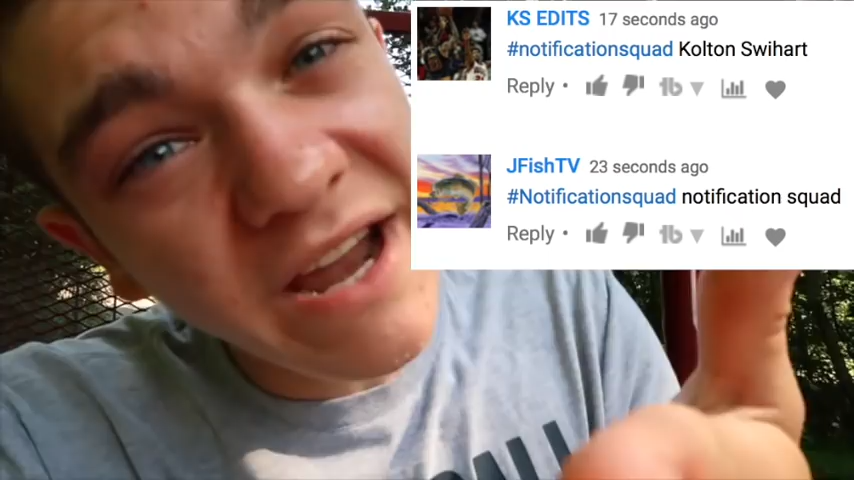 KS EDITS 17 seconds ago
#notificationsquad Kolton Swihart
Reply •
JFishTV 23 seconds ago
#Notificationsquad notification squad
Reply •